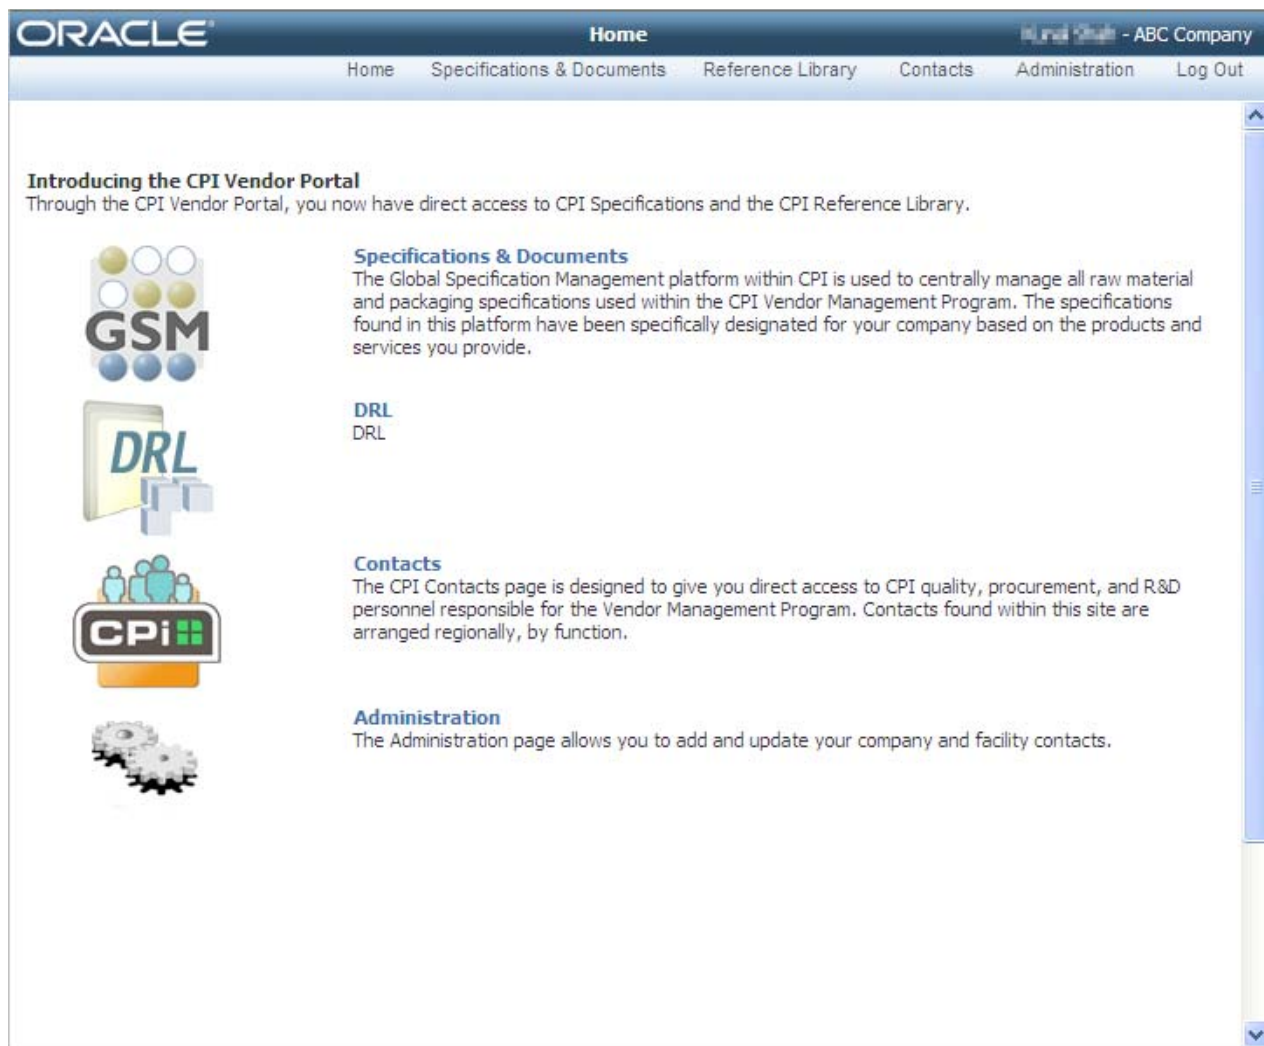 ORACLE
Home
- ABC Company
Home Specifications & Documents Reference Library Contacts Administration Log Out
Introducing the CPI Vendor Portal
Through the CPI Vendor Portal, you now have direct access to CPI Specifications and the CPI Reference Library.
GSM
Specifications & Documents
The Global Specification Management platform within CPI is used to centrally manage all raw material
and packaging specifications used within the CPI Vendor Management Program. The specifications
found in this platform have been specifically designated for your company based on the products and
services you provide.
DRL
DRL
DRL
CPi
Contacts
The CPI Contacts page is designed to give you direct access to CPI quality, procurement, and R&D
personnel responsible for the Vendor Management Program. Contacts found within this site are
arranged regionally, by function.
Administration
The Administration page allows you to add and update your company and facility contacts.